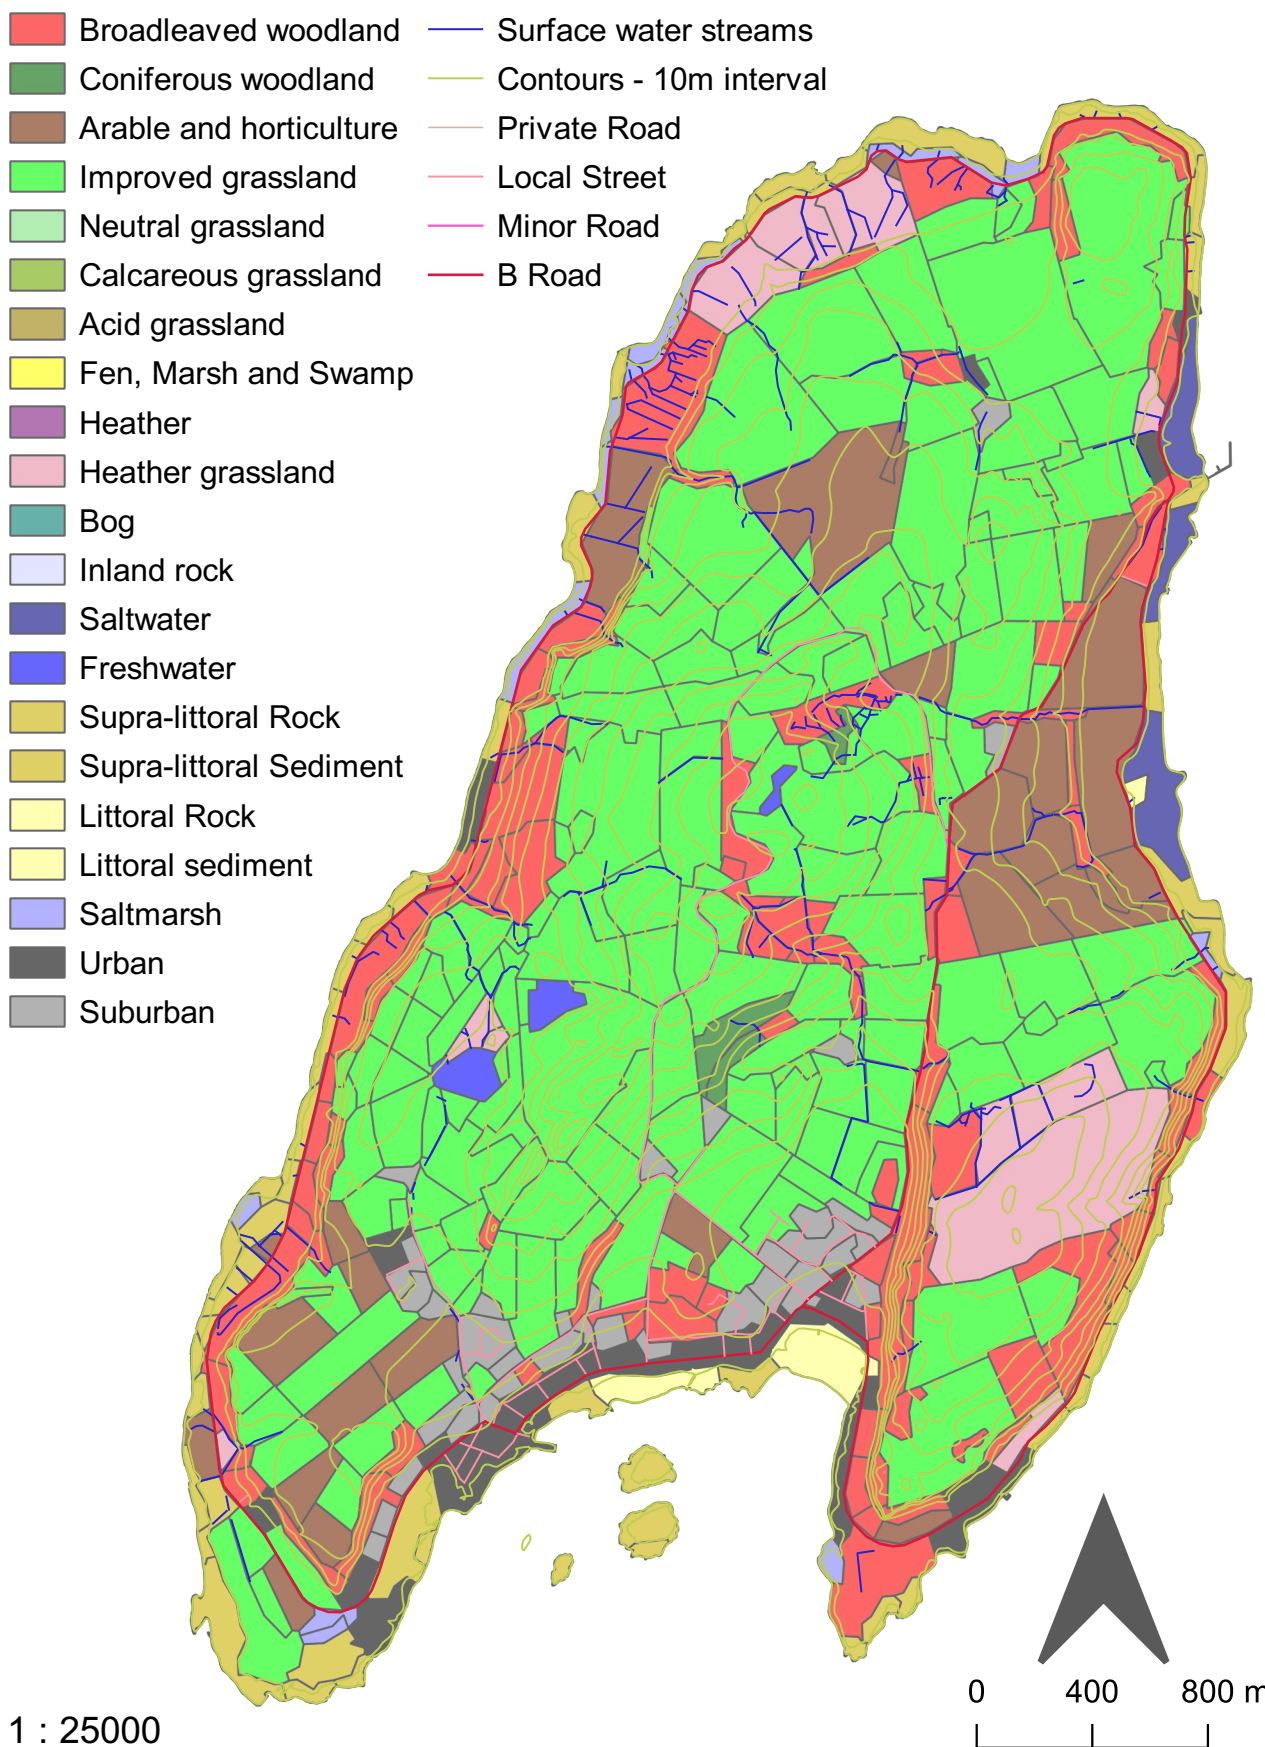 Broadleaved woodland
Coniferous woodland
Arable and horticulture
Improved grassland
Neutral grassland
Calcareous grassland
Acid grassland
Fen, Marsh and Swamp
Heather
Heather grassland
Bog
Inland rock
Saltwater
Freshwater
Supra-littoral Rock
Supra-littoral Sediment
Littoral Rock
Littoral sediment
Saltmarsh
Urban
Suburban
Surface water streams
Contours - 10m interval
Private Road
Local Street
Minor Road
B Road
0 400 800 m
1 : 25000